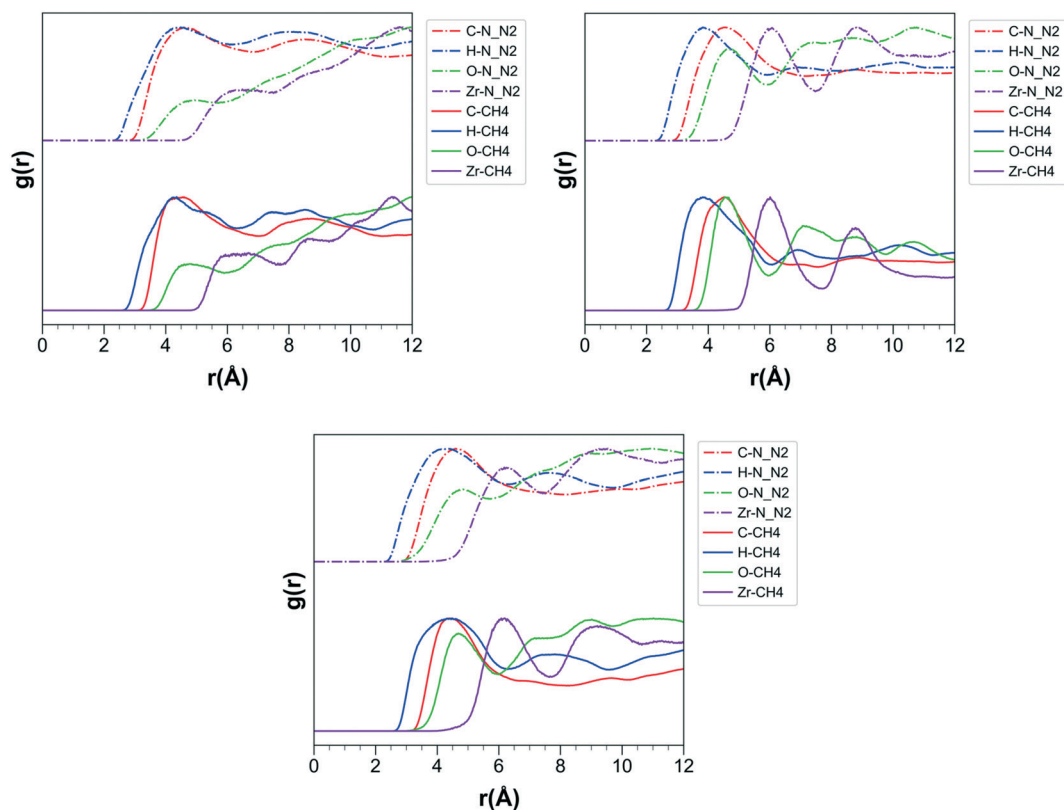 g(r)
C-N_N2
H-N_N2
O-N_N2
Zr-N_N2
C-CH4
H-CH4
O-CH4
Zr-CH4
0 2 4 6 8 10 12
r(Å)
g(r)
C-N_N2
H-N_N2
O-N_N2
Zr-N_N2
C-CH4
H-CH4
O-CH4
Zr-CH4
0 2 4 6 8 10 12
r(Å)
g(r)
C-N_N2
H-N_N2
O-N_N2
Zr-N_N2
C-CH4
H-CH4
O-CH4
Zr-CH4
0 2 4 6 8 10 12
r(Å)